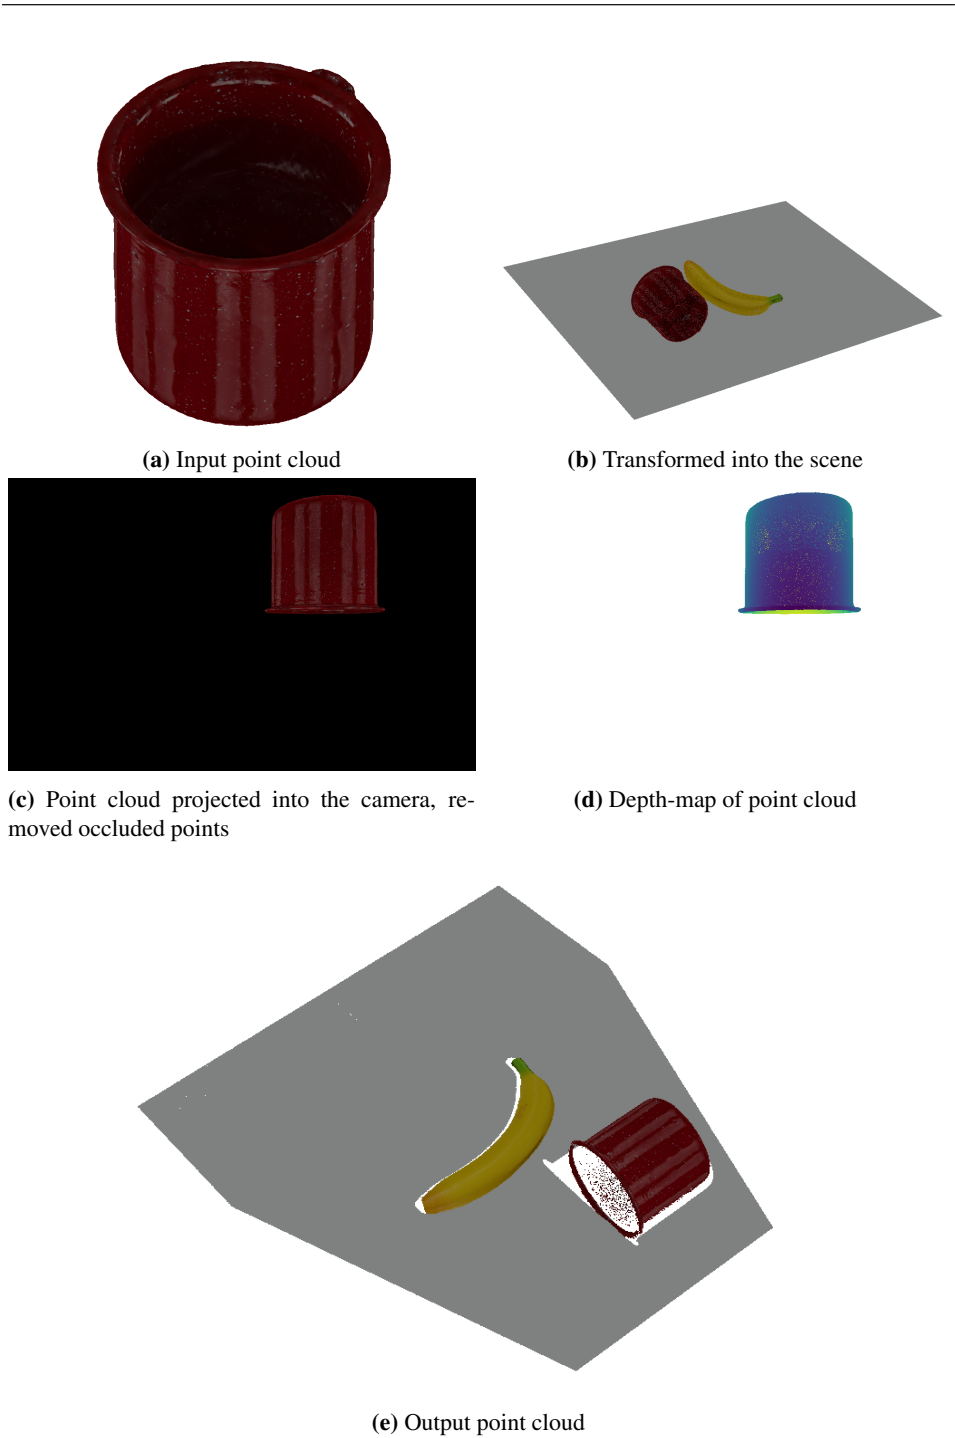 (a) Input point cloud
(b) Transformed into the scene
(c) Point cloud projected into the camera, re-
moved occluded points
(d) Depth-map of point cloud
(e) Output point cloud